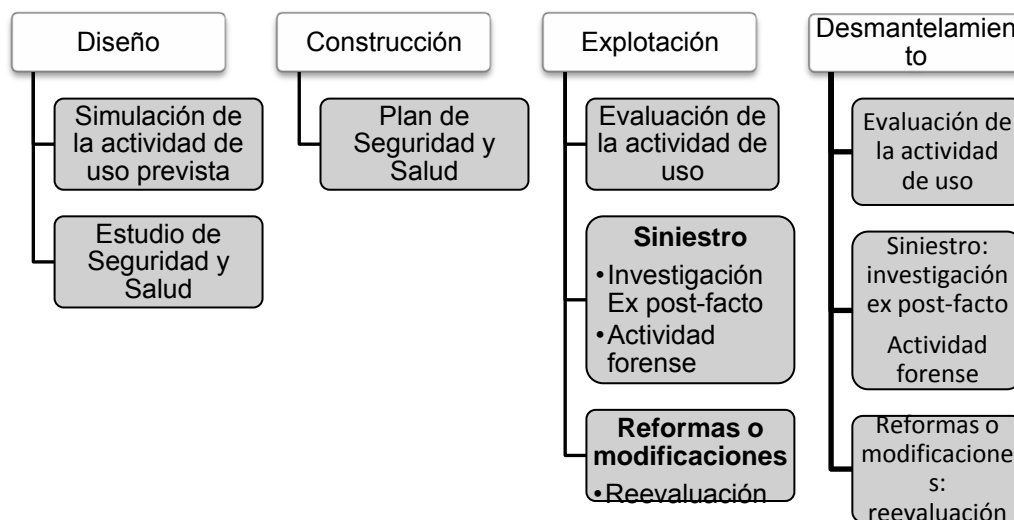 Diseño
Simulación de
la actividad de
uso prevista
Estudio de
Seguridad y
Salud
Construcción
Plan de
Seguridad y
Salud
Explotación
Evaluación de
la actividad de
uso
Siniestro
•Investigación
Ex post-facto
•Actividad
forense
Reformas o
modificaciones
•Reevaluación
Desmantelamien
to
Evaluación de
la actividad
de uso
Siniestro:
investigación
ex post-facto
Actividad
forense
Reformas o
modificacione
s:
reevaluación